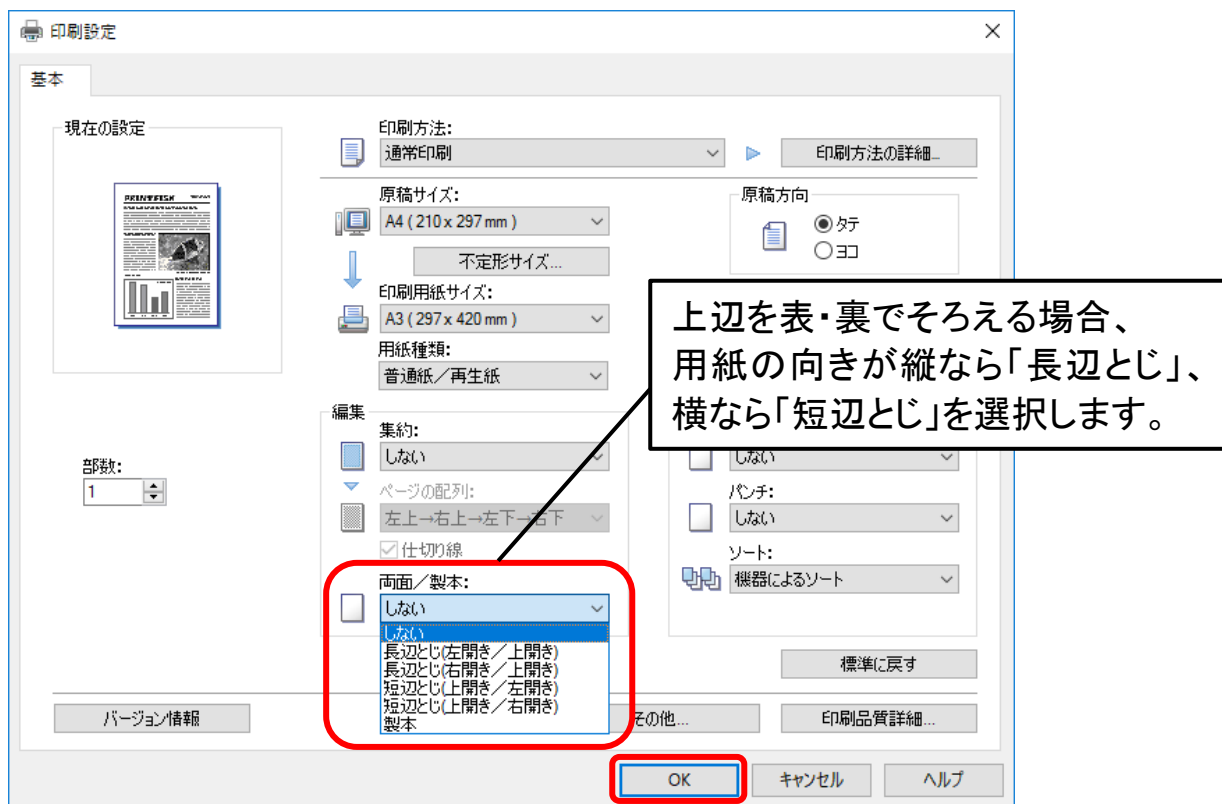 印刷設定
基本
現在の設定
印刷方法:
通常印刷
印刷方法の詳細...
原稿サイズ:
A4 ( 210 x 297 mm )
原稿方向
タテ
ヨコ
不定形サイズ...
印刷用紙サイズ:
A3 ( 297 x 420 mm )
用紙種類:
普通紙／再生紙
上辺を表・裏でそろえる場合、
用紙の向きが縦なら「長辺とじ」、
横なら「短辺とじ」を選択します。
部数:
1
編集
集約:
しない
ページの配列:
左上→右上→左下→右下
仕切り線
両面／製本:
しない
しない
長辺とじ(左開き／上開き)
長辺とじ(右開き／上開き)
短辺とじ(上開き／左開き)
短辺とじ(上開き／右開き)
製本
しない
パンチ:
しない
ソート:
機器によるソート
標準に戻す
バージョン情報
その他...
印刷品質詳細...
OK
キャンセル
ヘルプ